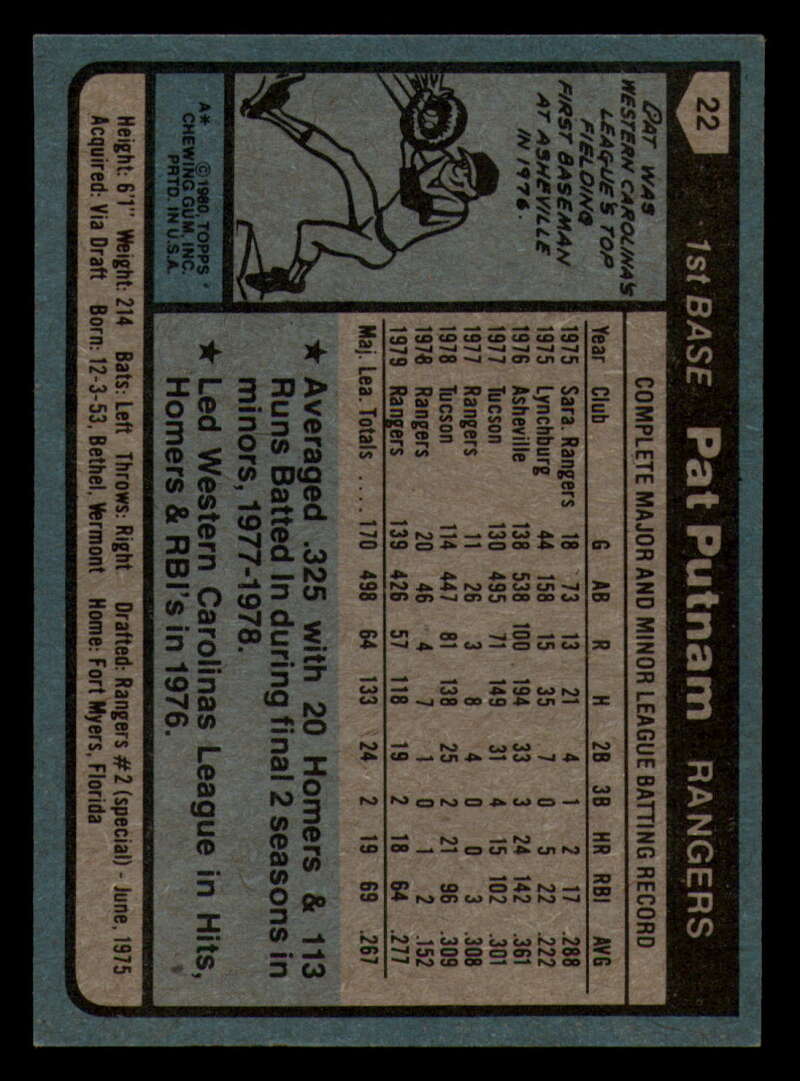 22
1st BASE Pat Putnam RANGERS
PAT WAS
WESTERN CAROLINA'S
LEAGUE'S TOP
FIELDING
FIRST BASEMAN
AT ASHEVILLE
IN 1976.
COMPLETE MAJOR AND MINOR LEAGUE BATTING RECORD
Year Club G AB R H 2B 3B HR RBI AVG
1975 Sara. Rangers 18 73 13 21 4 1 2 17 .288
1975 Lynchburg 44 158 15 35 7 0 5 22 .222
1976 Asheville 138 538 100 194 33 3 24 142 .361
1977 Tucson 130 495 71 149 31 4 15 102 .301
1977 Rangers 11 26 3 8 4 0 0 3 .308
1978 Tucson 114 447 81 138 25 2 21 96 .309
1978 Rangers 20 46 4 7 1 0 1 2 .152
1979 Rangers 139 426 57 118 19 2 18 64 .277
Maj. Lea. Totals .... 170 498 64 133 24 2 19 69 .267
★ Averaged .325 with 20 Homers & 113
Runs Batted In during final 2 seasons in
minors, 1977-1978.
★ Led Western Carolinas League in Hits,
Homers & RBI's in 1976.
A* © 1980, TOPPS
CHEWING GUM, INC.
PRTD. IN U.S.A.
Height: 6'1" Weight: 214 Bats: Left Throws: Right Drafted: Rangers #2 (special) - June, 1975
Acquired: Via Draft Born: 12-3-53, Bethel, Vermont Home: Fort Myers, Florida